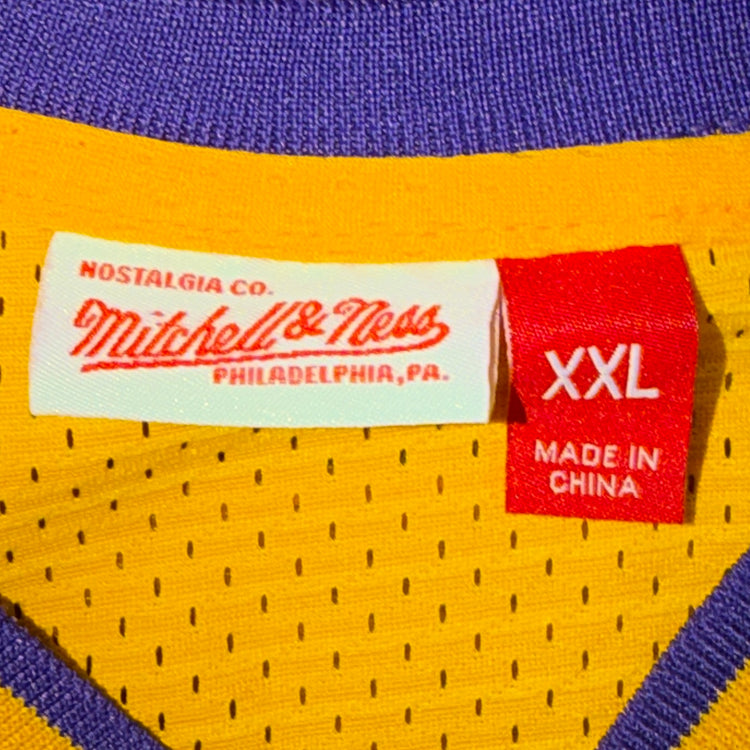 NOSTALGIA CO.
Mitchell & Ness
PHILADELPHIA, PA.
XXL
MADE IN
CHINA